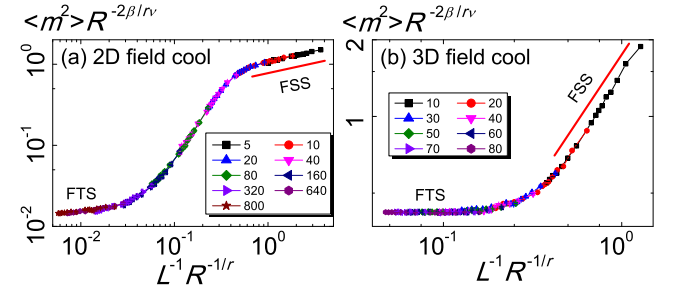 <m²>R^{-2β/rν} <m²>R^{-2β/rν}
(a) 2D field cool
10⁰
FSS
10⁻¹
5 10
20 40
80 160
320 640
800
FTS
10⁻²
10⁻² 10⁻¹ 10⁰
L⁻¹R^{-1/r}
(b) 3D field cool
2
FSS
1
10 20
30 40
50 60
70 80
FTS
10⁻¹ 10⁰
L⁻¹R^{-1/r}